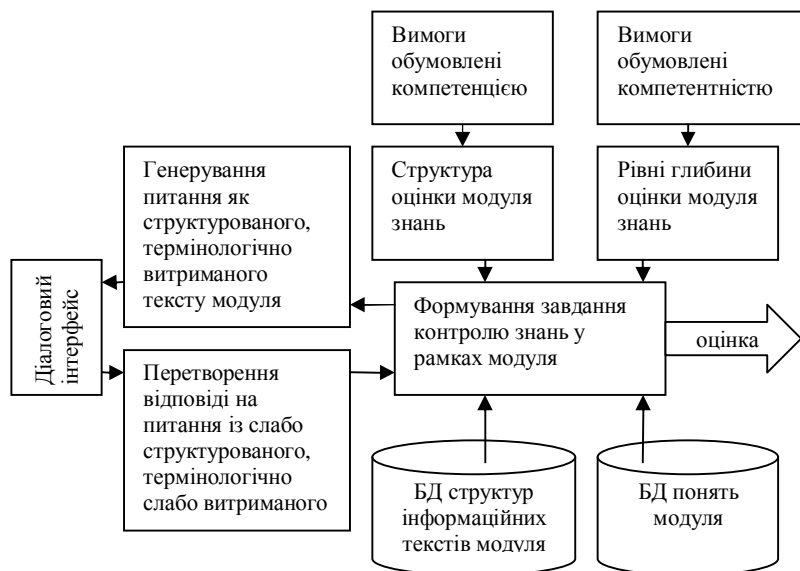 Вимоги
обумовлені
компетенцією
Вимоги
обумовлені
компетентністю
Генерування
питання як
структурованого,
термінологічно
витриманого
тексту модуля
Структура
оцінки модуля
знань
Рівні глибини
оцінки модуля
знань
Діалоговий
інтерфейс
Формування завдання
контролю знань у
рамках модуля
оцінка
Перетворення
відповіді на
питання із слабо
структурованого,
термінологічно
слабо витриманого
БД структур
інформаційних
текстів модуля
БД понять
модуля